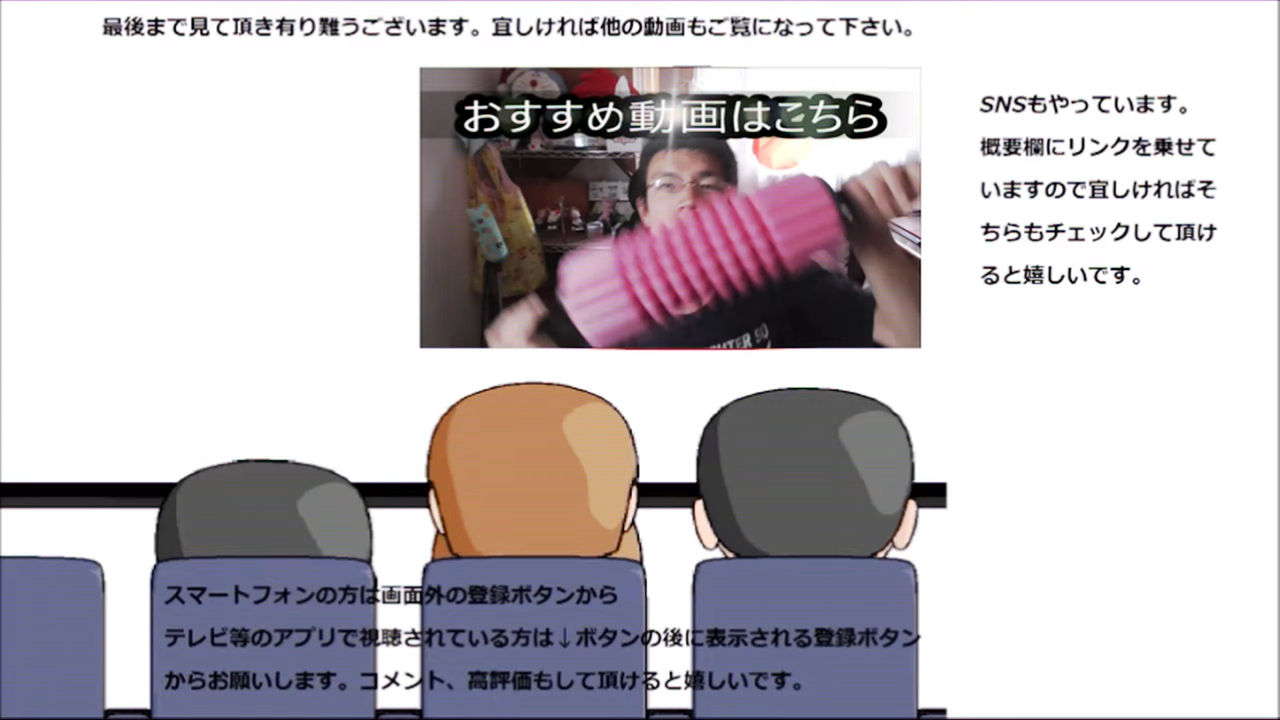 最後まで見て頂き有り難うございます。宜しければ他の動画もご覧になって下さい。
おすすめ動画はこちら
SNSもやっています。
概要欄にリンクを乗せて
いますので宜しければそ
ちらもチェックして頂け
ると嬉しいです。
スマートフォンの方は画面外の登録ボタンから
テレビ等のアプリで視聴されている方は↓ボタンの後に表示される登録ボタン
からお願いします。コメント、高評価もして頂けると嬉しいです。